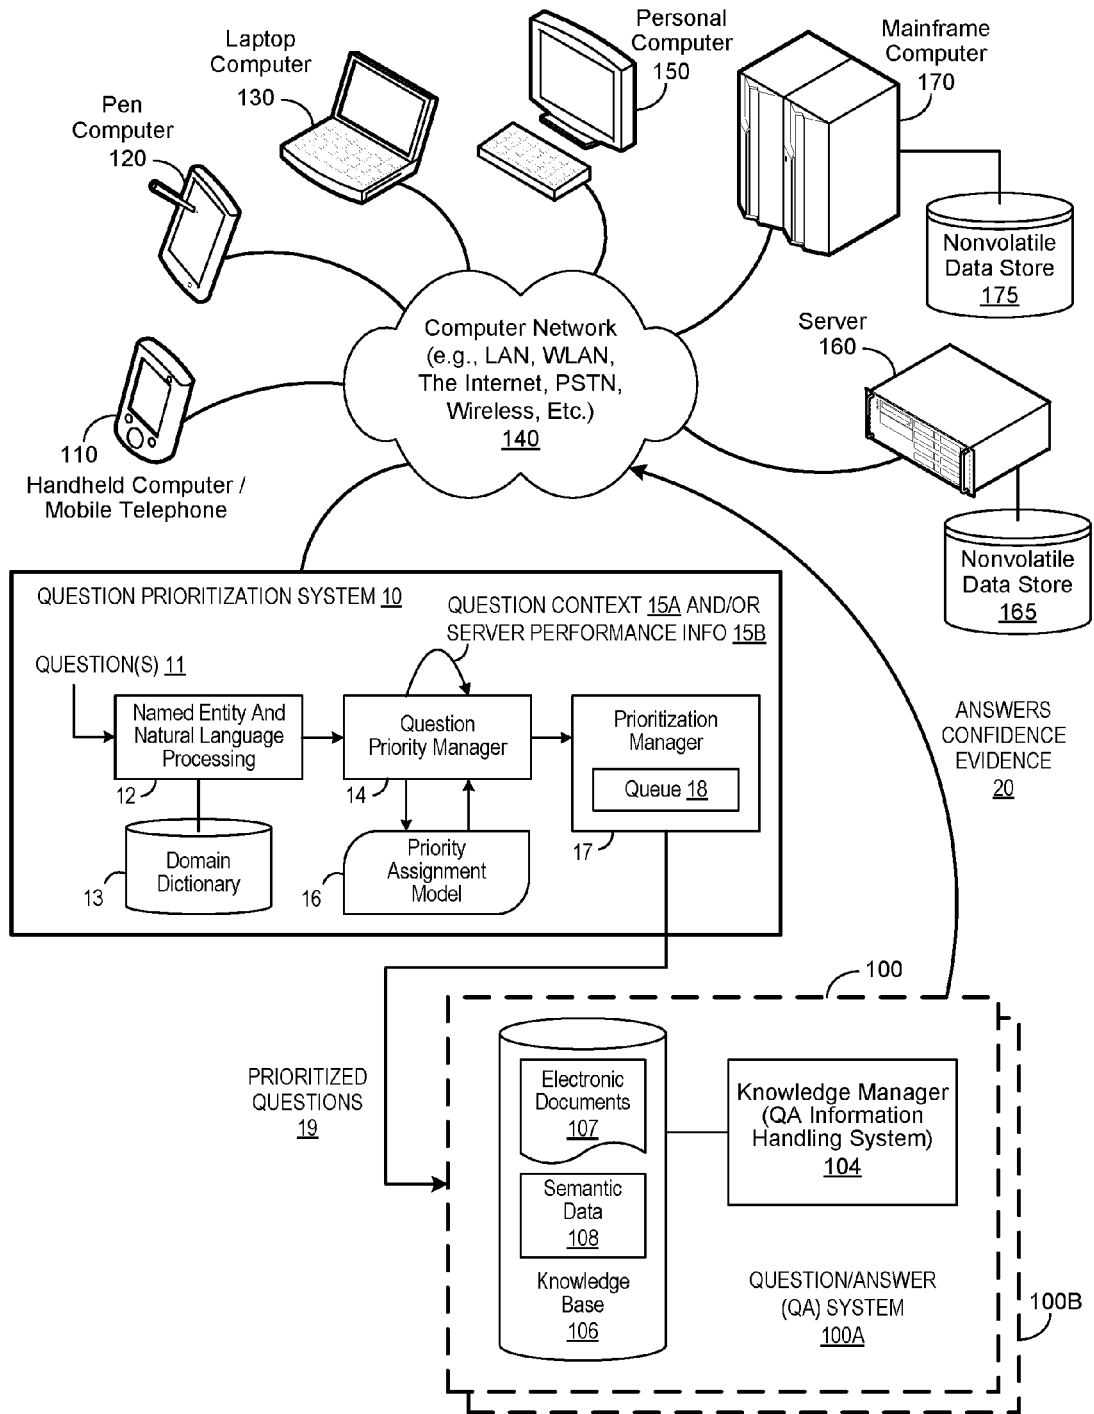 Personal
Computer
150
Laptop
Computer
130
Mainframe
Computer
170
Pen
Computer
120
Nonvolatile
Data Store
175
Computer Network
(e.g., LAN, WLAN,
The Internet, PSTN,
Wireless, Etc.)
140
Server
160
110
Handheld Computer /
Mobile Telephone
Nonvolatile
Data Store
165
QUESTION PRIORITIZATION SYSTEM 10
QUESTION CONTEXT 15A AND/OR
SERVER PERFORMANCE INFO 15B
QUESTION(S) 11
Named Entity And
Natural Language
Processing
12
Question
Priority Manager
14
Prioritization
Manager
Queue 18
17
Domain
Dictionary
13
Priority
Assignment
Model
16
ANSWERS
CONFIDENCE
EVIDENCE
20
100
PRIORITIZED
QUESTIONS
19
Electronic
Documents
107
Semantic
Data
108
Knowledge
Base
106
Knowledge Manager
(QA Information
Handling System)
104
QUESTION/ANSWER
(QA) SYSTEM
100A
100B